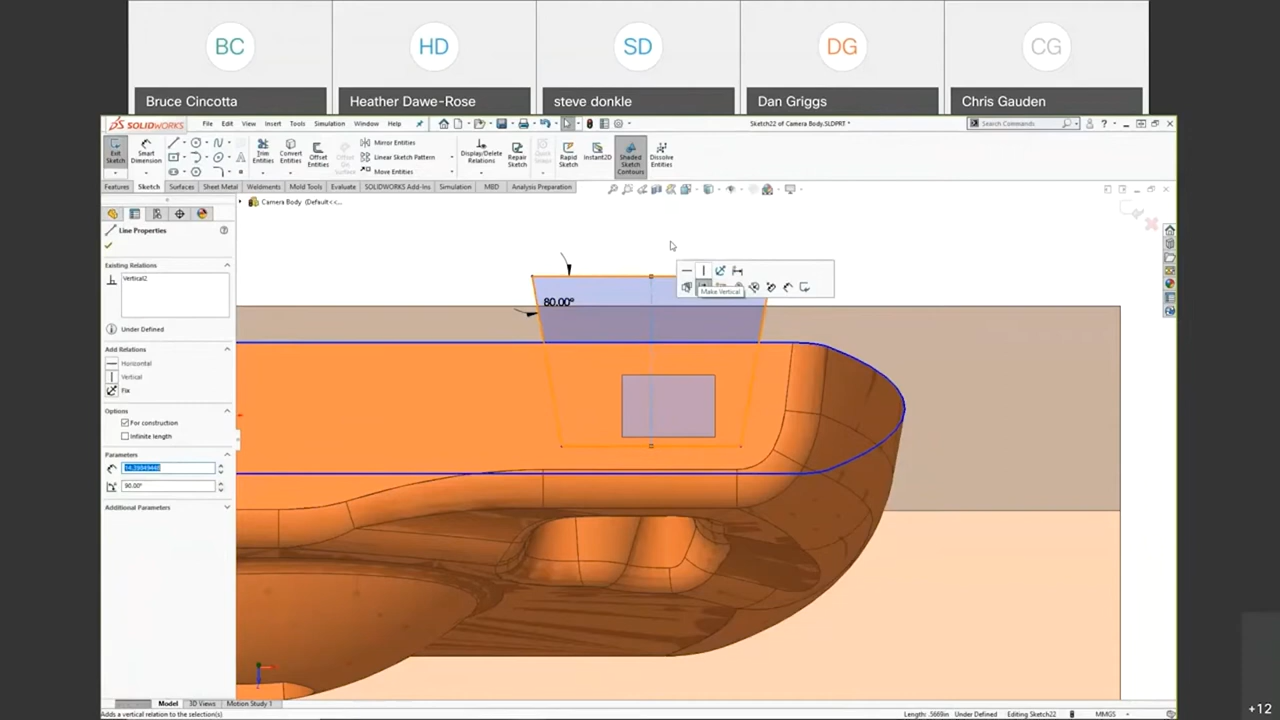 BC
HD
SD
DG
CG
Bruce Cincotta
Heather Dawe-Rose
steve donkle
Dan Griggs
Chris Gauden
SOLIDWORKS
File Edit View Insert Tools Simulation Window Help
Sketch22 of Camera Body.SLDPRT *
Search Commands
Exit Sketch
Smart Dimension
Trim Entities
Convert Entities
Offset Entities
Mirror Entities
Linear Sketch Pattern
Move Entities
Display/Delete Relations
Repair Sketch
Rapid Sketch
Instant2D
Shaded Sketch Contours
Dissolve Entities
Features Sketch Surfaces Sheet Metal Weldments Mold Tools Evaluate SOLIDWORKS Add-Ins Simulation MBD Analysis Preparation
Camera Body (Default<<...
Line Properties
Existing Relations
Vertical2
Under Defined
Add Relations
Horizontal
Vertical
Fix
Options
For construction
Infinite length
Parameters
90.00°
Additional Parameters
80.00°
Make Vertical
Model 3D Views Motion Study 1
Adds a vertical relation to the selection(s)
Length: .5669in Under Defined Editing Sketch22 MMGS
+12